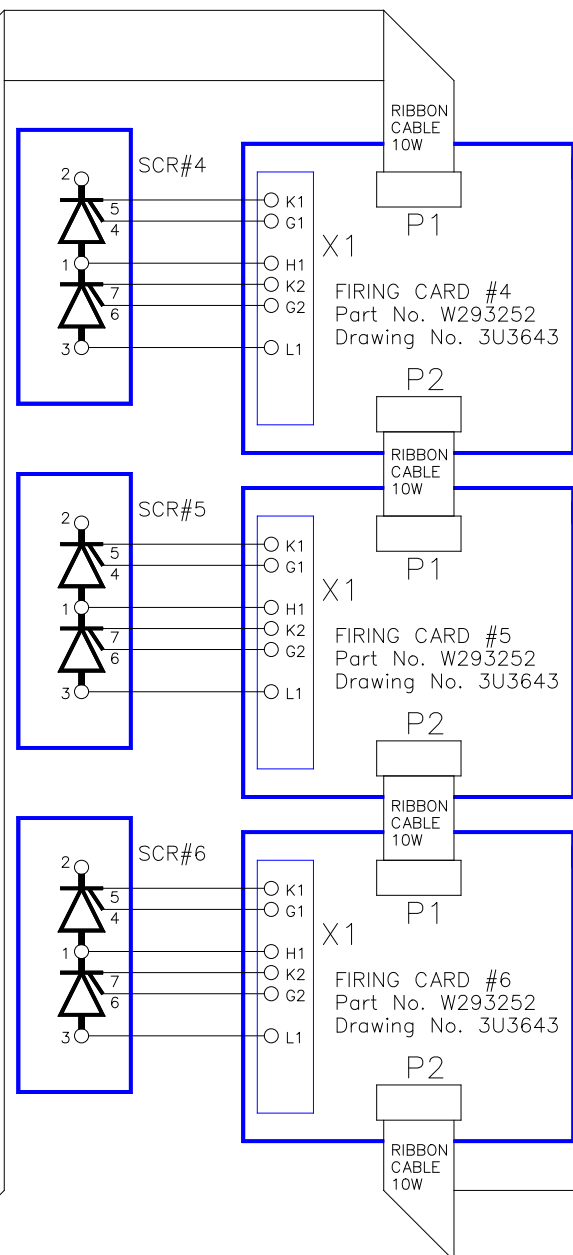 RIBBON
CABLE
10W
P1
SCR#4
2
5
4
1
7
6
3
K1
G1
H1
K2
G2
L1
X1
FIRING CARD #4
Part No. W293252
Drawing No. 3U3643
P2
RIBBON
CABLE
10W
P1
SCR#5
2
5
4
1
7
6
3
K1
G1
H1
K2
G2
L1
X1
FIRING CARD #5
Part No. W293252
Drawing No. 3U3643
P2
RIBBON
CABLE
10W
P1
SCR#6
2
5
4
1
7
6
3
K1
G1
H1
K2
G2
L1
X1
FIRING CARD #6
Part No. W293252
Drawing No. 3U3643
P2
RIBBON
CABLE
10W